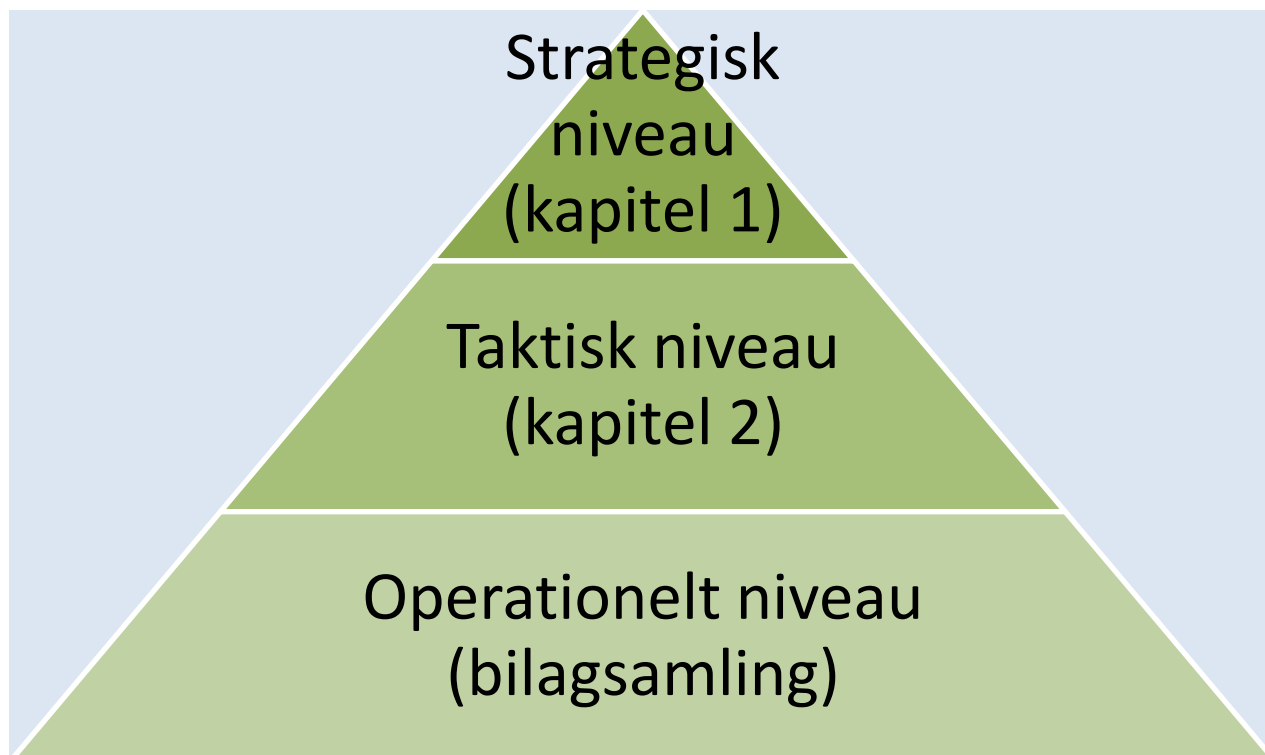 Strategisk
niveau
(kapitel 1)
Taktisk niveau
(kapitel 2)
Operationelt niveau
(bilagsamling)